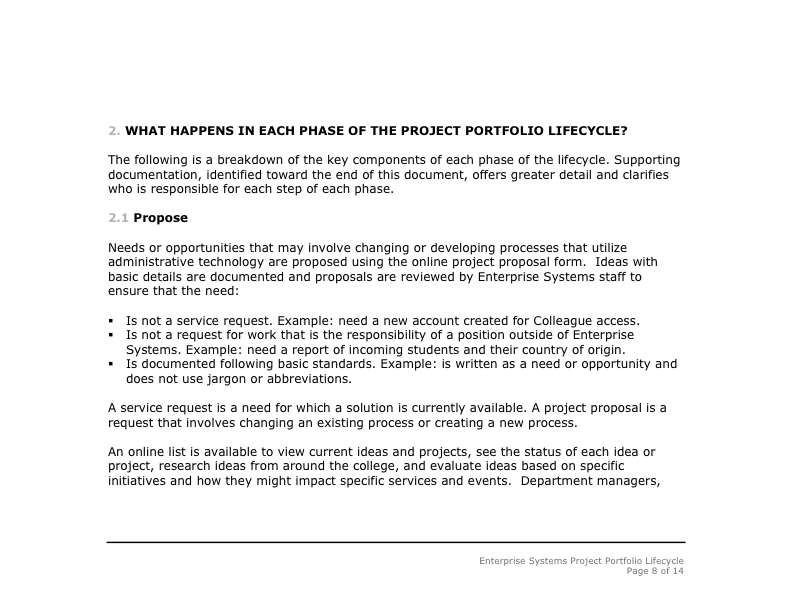 2. WHAT HAPPENS IN EACH PHASE OF THE PROJECT PORTFOLIO LIFECYCLE?
The following is a breakdown of the key components of each phase of the lifecycle. Supporting
documentation, identified toward the end of this document, offers greater detail and clarifies
who is responsible for each step of each phase.
2.1 Propose
Needs or opportunities that may involve changing or developing processes that utilize
administrative technology are proposed using the online project proposal form.  Ideas with
basic details are documented and proposals are reviewed by Enterprise Systems staff to
ensure that the need:
▪ Is not a service request. Example: need a new account created for Colleague access.
▪ Is not a request for work that is the responsibility of a position outside of Enterprise
Systems. Example: need a report of incoming students and their country of origin.
▪ Is documented following basic standards. Example: is written as a need or opportunity and
does not use jargon or abbreviations.
A service request is a need for which a solution is currently available. A project proposal is a
request that involves changing an existing process or creating a new process.
An online list is available to view current ideas and projects, see the status of each idea or
project, research ideas from around the college, and evaluate ideas based on specific
initiatives and how they might impact specific services and events.  Department managers,
Enterprise Systems Project Portfolio Lifecycle
Page 8 of 14